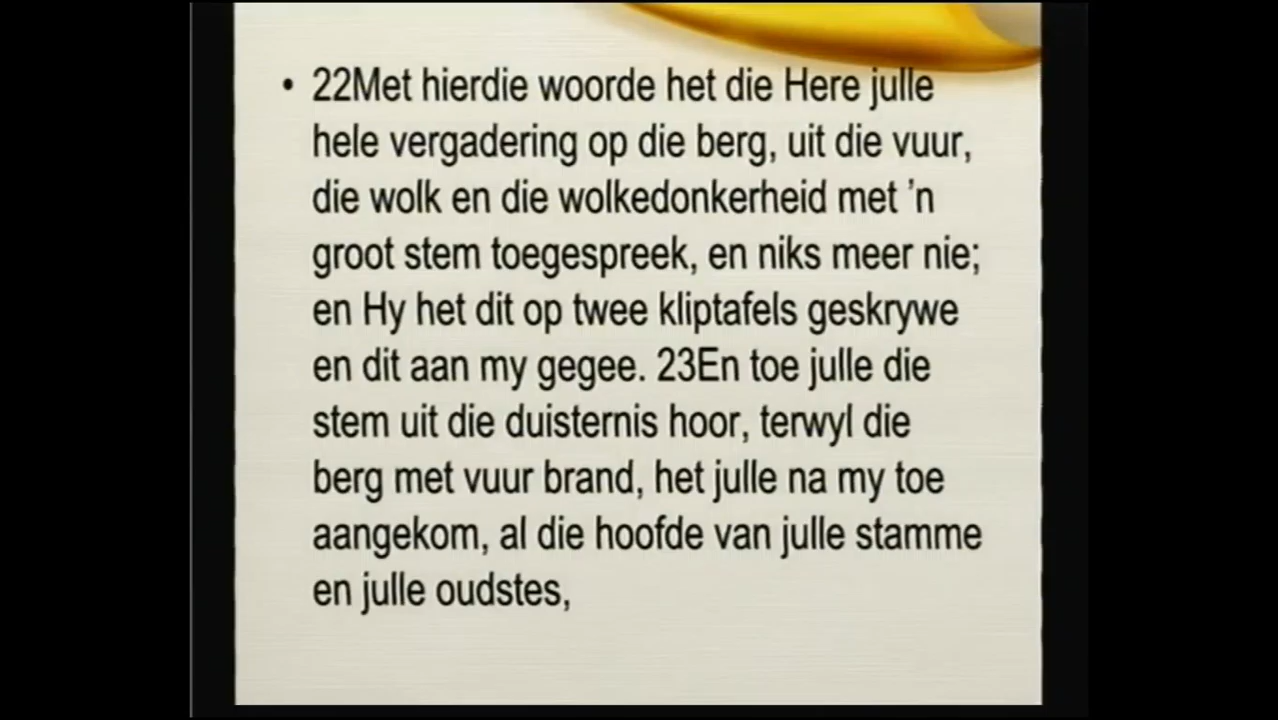 • 22Met hierdie woorde het die Here julle
hele vergadering op die berg, uit die vuur,
die wolk en die wolkedonkerheid met ’n
groot stem toegespreek, en niks meer nie;
en Hy het dit op twee kliptafels geskrywe
en dit aan my gegee. 23En toe julle die
stem uit die duisternis hoor, terwyl die
berg met vuur brand, het julle na my toe
aangekom, al die hoofde van julle stamme
en julle oudstes,